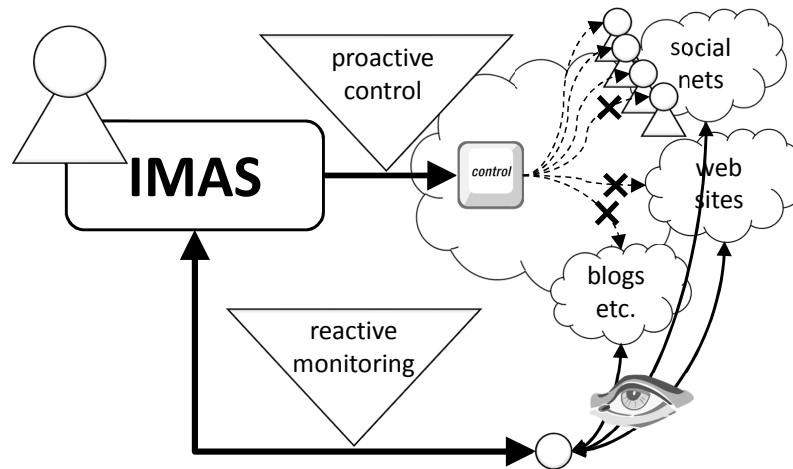 proactive
control
social
nets
IMAS
control
web
sites
blogs
etc.
reactive
monitoring